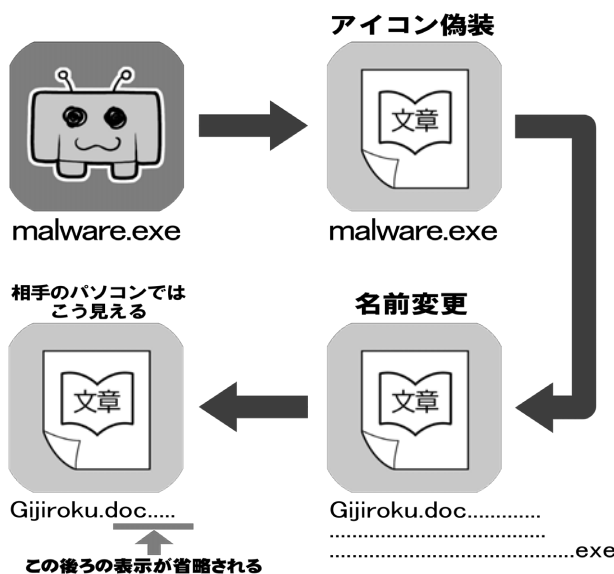 アイコン偽装
文章
malware.exe
malware.exe
名前変更
文章
Gijiroku.doc.............
......................................
...........................................exe
相手のパソコンでは
こう見える
文章
Gijiroku.doc.....
この後ろの表示が省略される